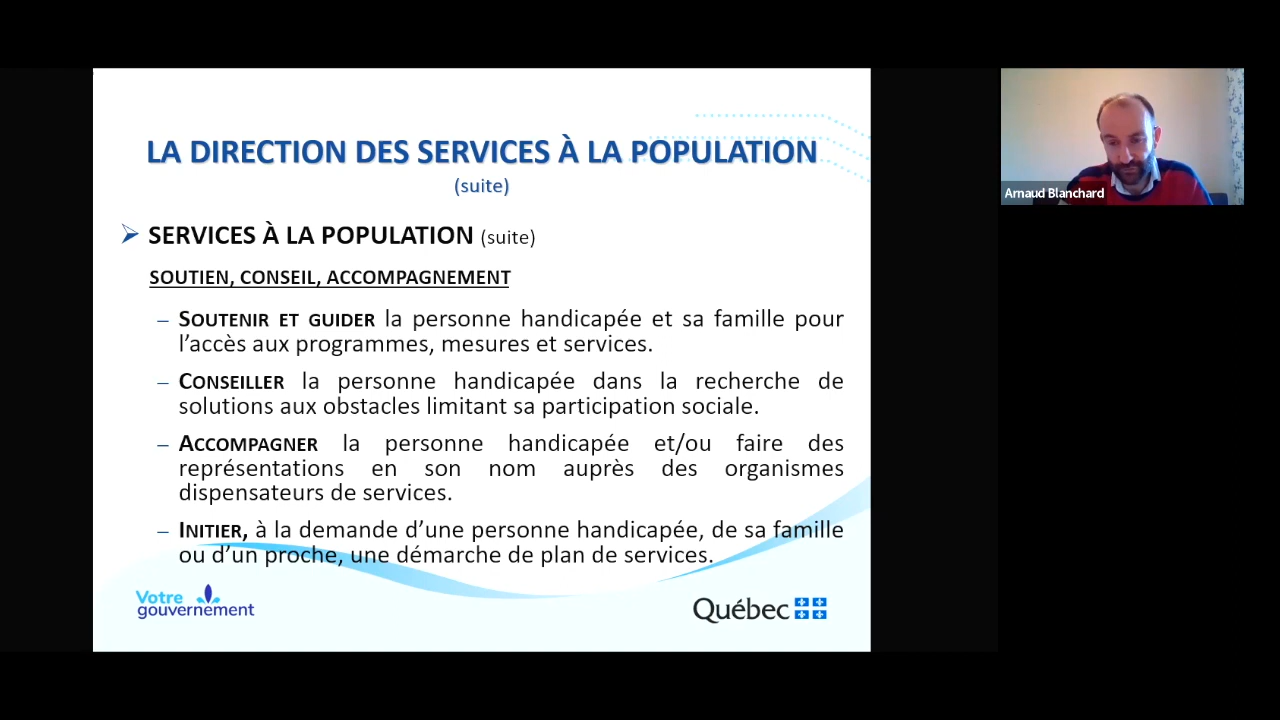 LA DIRECTION DES SERVICES À LA POPULATION
(suite)
SERVICES À LA POPULATION (suite)
SOUTIEN, CONSEIL, ACCOMPAGNEMENT
– SOUTENIR ET GUIDER la personne handicapée et sa famille pour
l’accès aux programmes, mesures et services.
– CONSEILLER la personne handicapée dans la recherche de
solutions aux obstacles limitant sa participation sociale.
– ACCOMPAGNER la personne handicapée et/ou faire des
représentations en son nom auprès des organismes
dispensateurs de services.
– INITIER, à la demande d’une personne handicapée, de sa famille
ou d’un proche, une démarche de plan de services.
Votre
gouvernement
Québec
Arnaud Blanchard